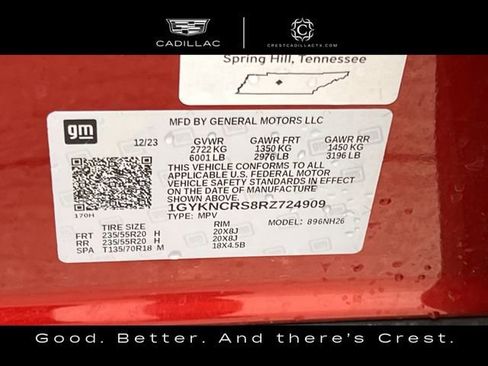 CADILLAC
CRESTCADILLACTX.COM
Spring Hill, Tennessee
gm
MFD BY GENERAL MOTORS LLC
12/23 GVWR GAWR FRT GAWR RR
2722 KG 1350 KG 1450 KG
6001 LB 2976 LB 3196 LB
THIS VEHICLE CONFORMS TO ALL
APPLICABLE U.S. FEDERAL MOTOR
VEHICLE SAFETY STANDARDS IN EFFECT
ON THE DATE OF MANUFACTURE
SHOWN ABOVE.
1GYKNCRS8RZ724909
TYPE: MPV MODEL: 896NH26
170H
TIRE SIZE RIM
FRT 235/55R20 H 20X8J
RR 235/55R20 H 20X8J
SPA T135/70R18 M 18X4.5B
Good. Better. And there's Crest.